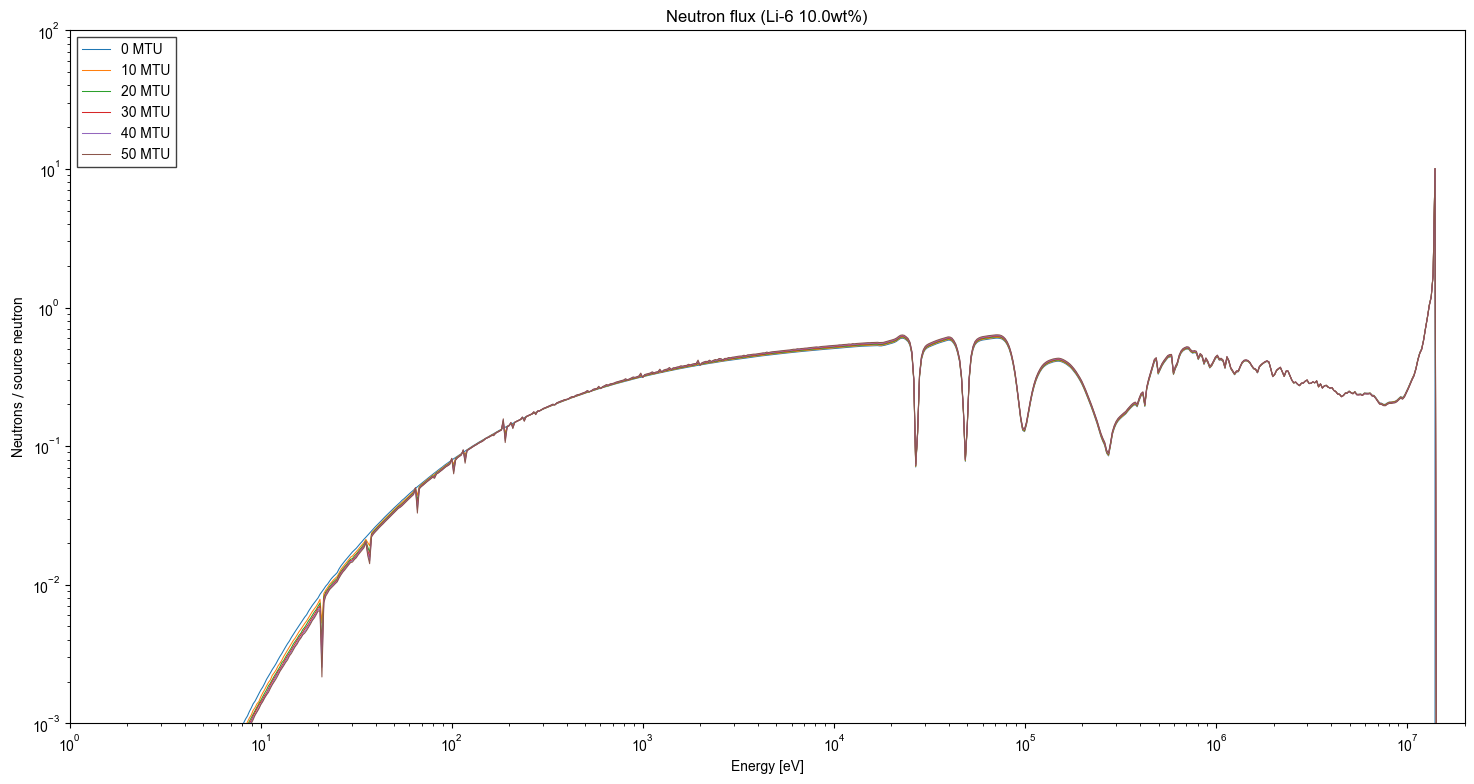 Neutron flux (Li-6 10.0wt%)
10²
0 MTU
10 MTU
20 MTU
30 MTU
40 MTU
50 MTU
10¹
10⁰
10⁻¹
10⁻²
10⁻³
Neutrons / source neutron
10⁰ 10¹ 10² 10³ 10⁴ 10⁵ 10⁶ 10⁷
Energy [eV]